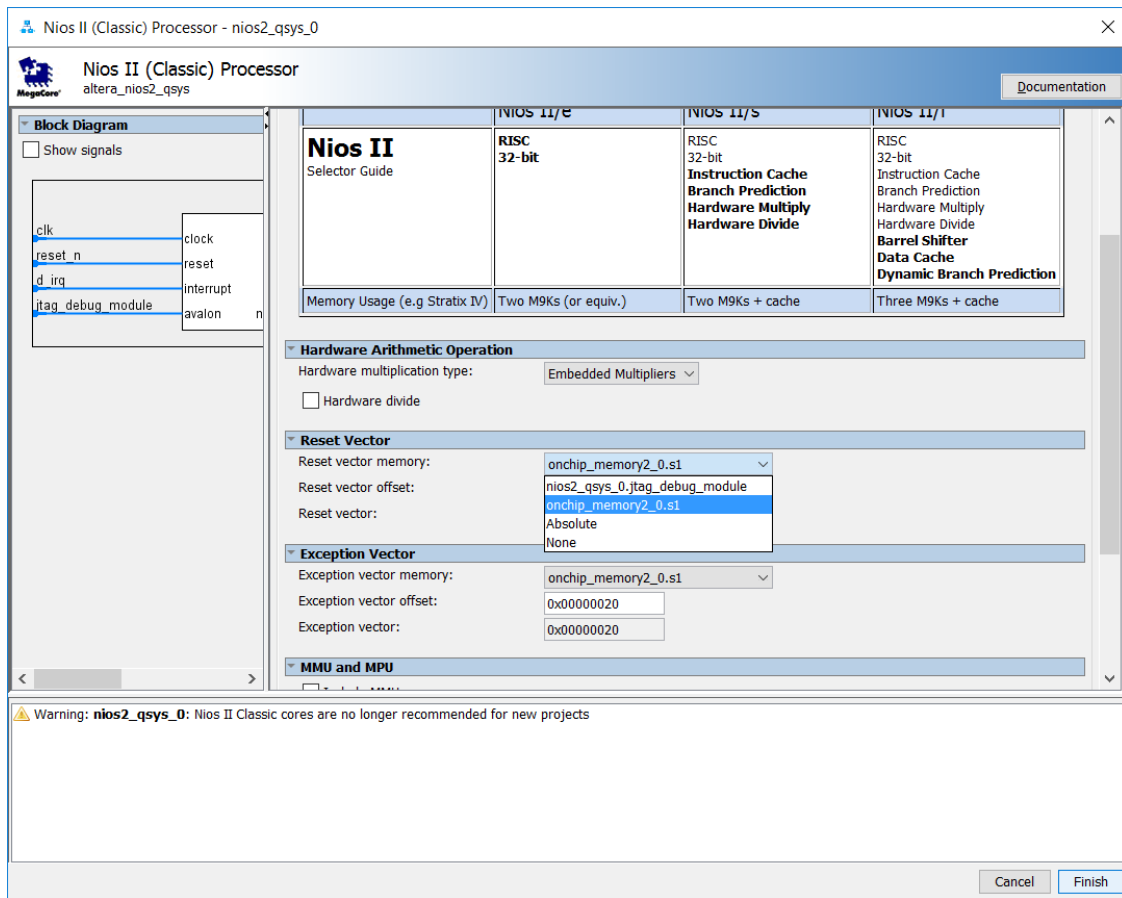 Nios II (Classic) Processor - nios2_qsys_0
MegaCore'
Nios II (Classic) Processor
altera_nios2_qsys
Documentation
Block Diagram
Show signals
clk
clock
reset_n
reset
d_irq
interrupt
jtag_debug_module
avalon
n
Nios II/e
Nios II/s
Nios II/f
Nios II
Selector Guide
RISC
32-bit
RISC
32-bit
Instruction Cache
Branch Prediction
Hardware Multiply
Hardware Divide
RISC
32-bit
Instruction Cache
Branch Prediction
Hardware Multiply
Hardware Divide
Barrel Shifter
Data Cache
Dynamic Branch Prediction
Memory Usage (e.g Stratix IV)
Two M9Ks (or equiv.)
Two M9Ks + cache
Three M9Ks + cache
Hardware Arithmetic Operation
Hardware multiplication type:
Embedded Multipliers
Hardware divide
Reset Vector
Reset vector memory:
onchip_memory2_0.s1
Reset vector offset:
Reset vector:
nios2_qsys_0.jtag_debug_module
onchip_memory2_0.s1
Absolute
None
Exception Vector
Exception vector memory:
onchip_memory2_0.s1
Exception vector offset:
0x00000020
Exception vector:
0x00000020
MMU and MPU
Warning: nios2_qsys_0: Nios II Classic cores are no longer recommended for new projects
Cancel
Finish